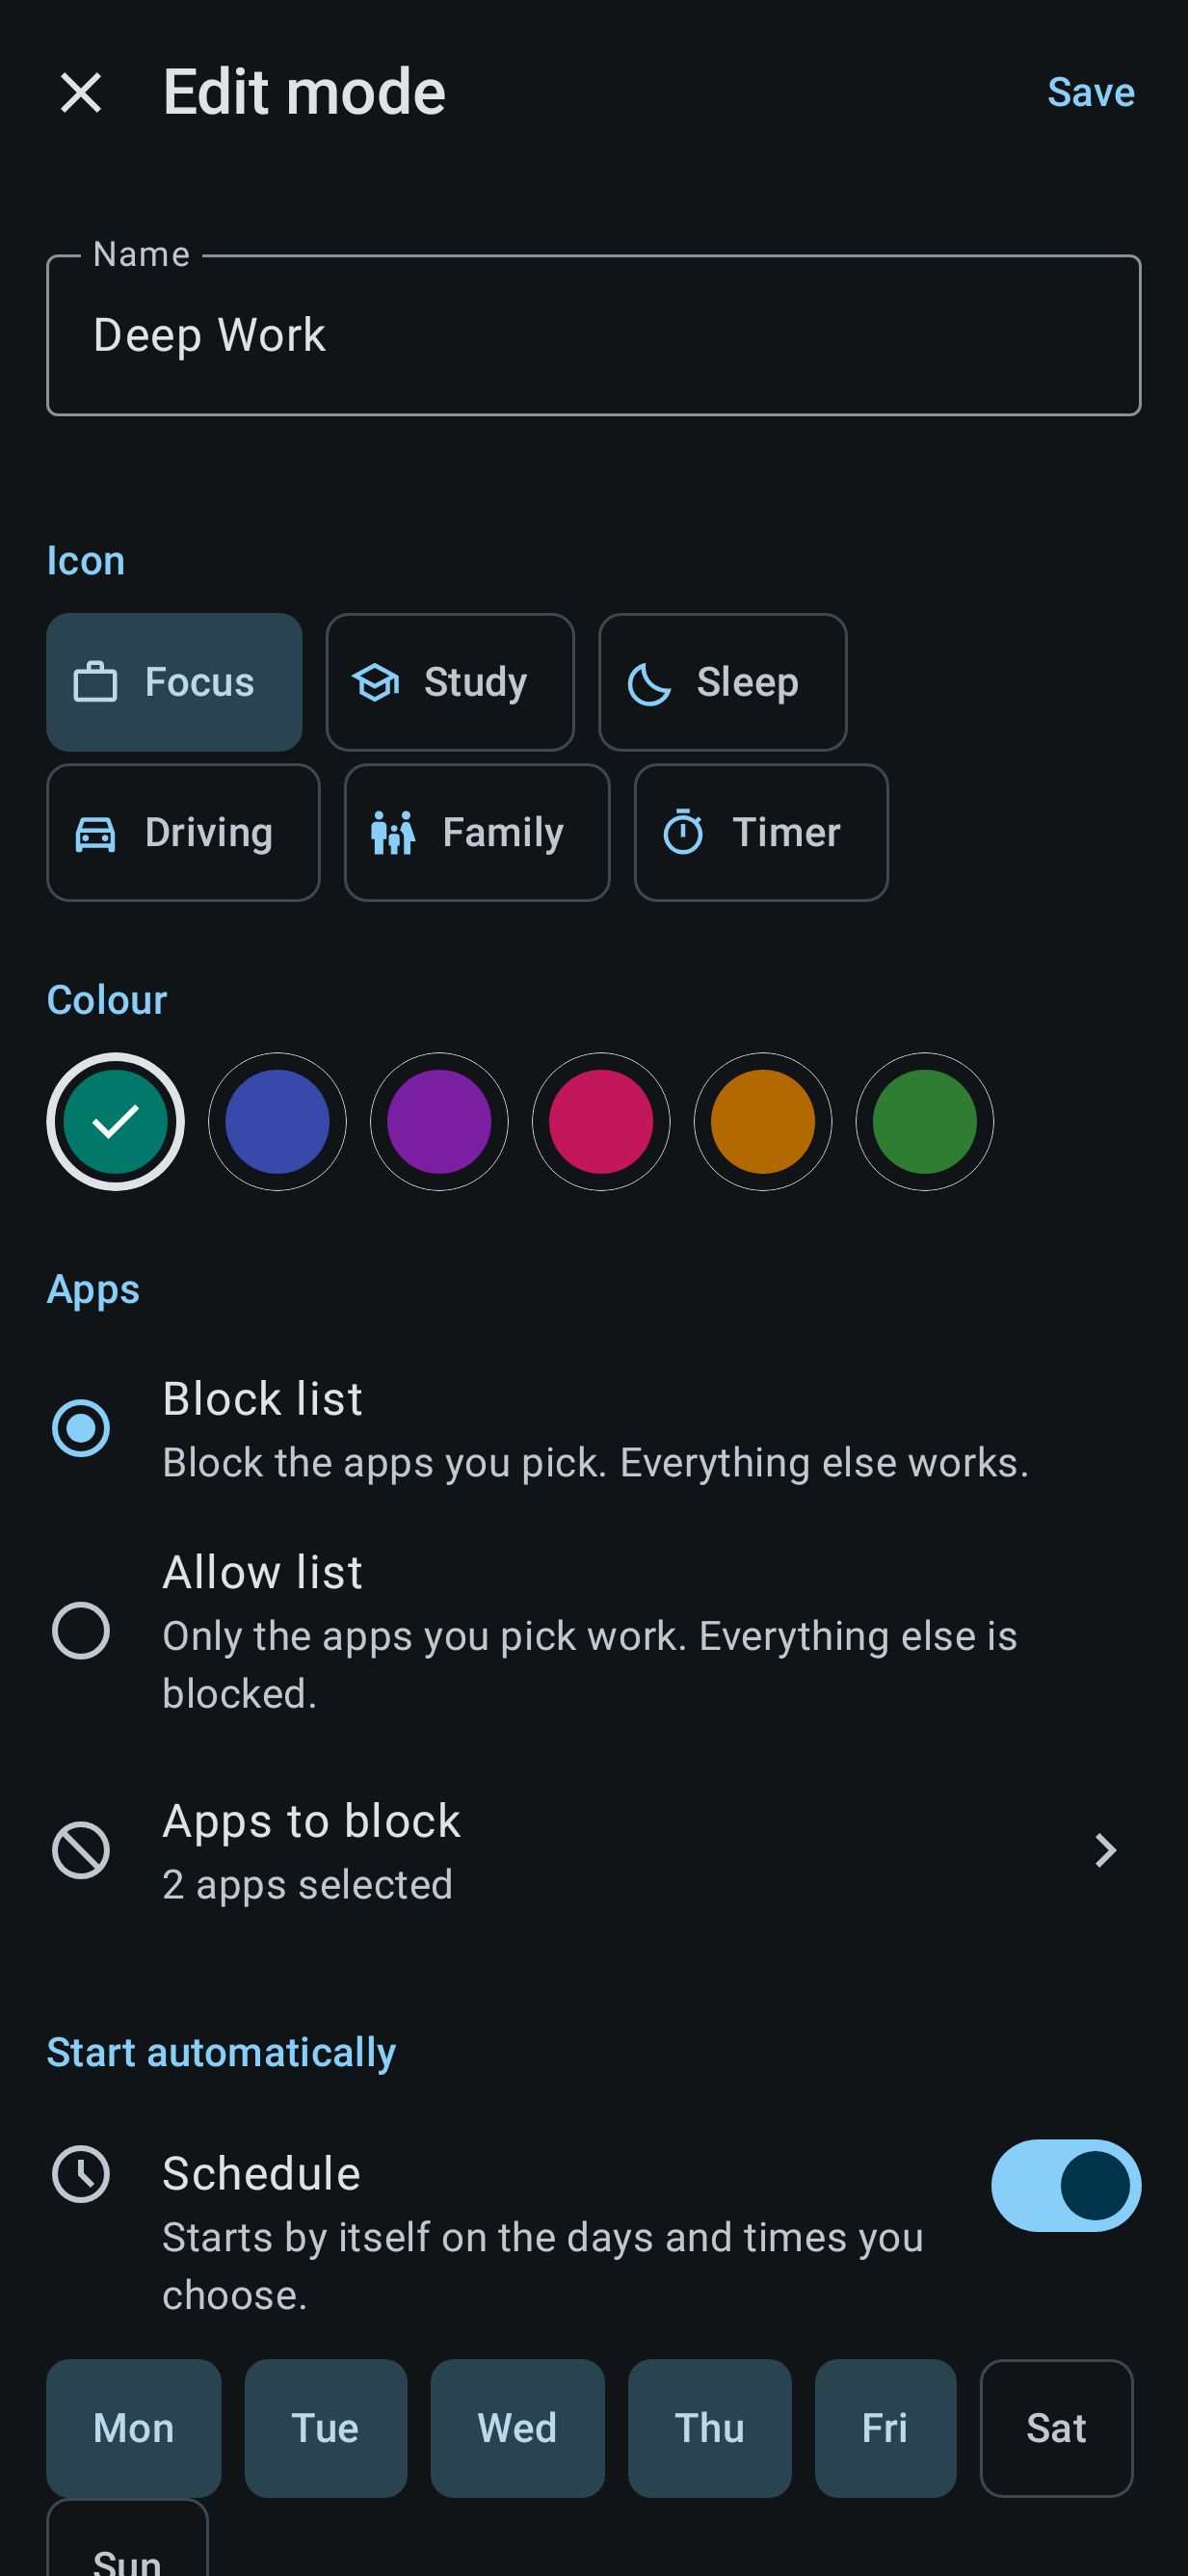 Edit mode
Save
Name
Deep Work
Icon
Focus
Study
Sleep
Driving
Family
Timer
Colour
Apps
Block list
Block the apps you pick. Everything else works.
Allow list
Only the apps you pick work. Everything else is
blocked.
Apps to block
2 apps selected
Start automatically
Schedule
Starts by itself on the days and times you
choose.
Mon
Tue
Wed
Thu
Fri
Sat
Sun